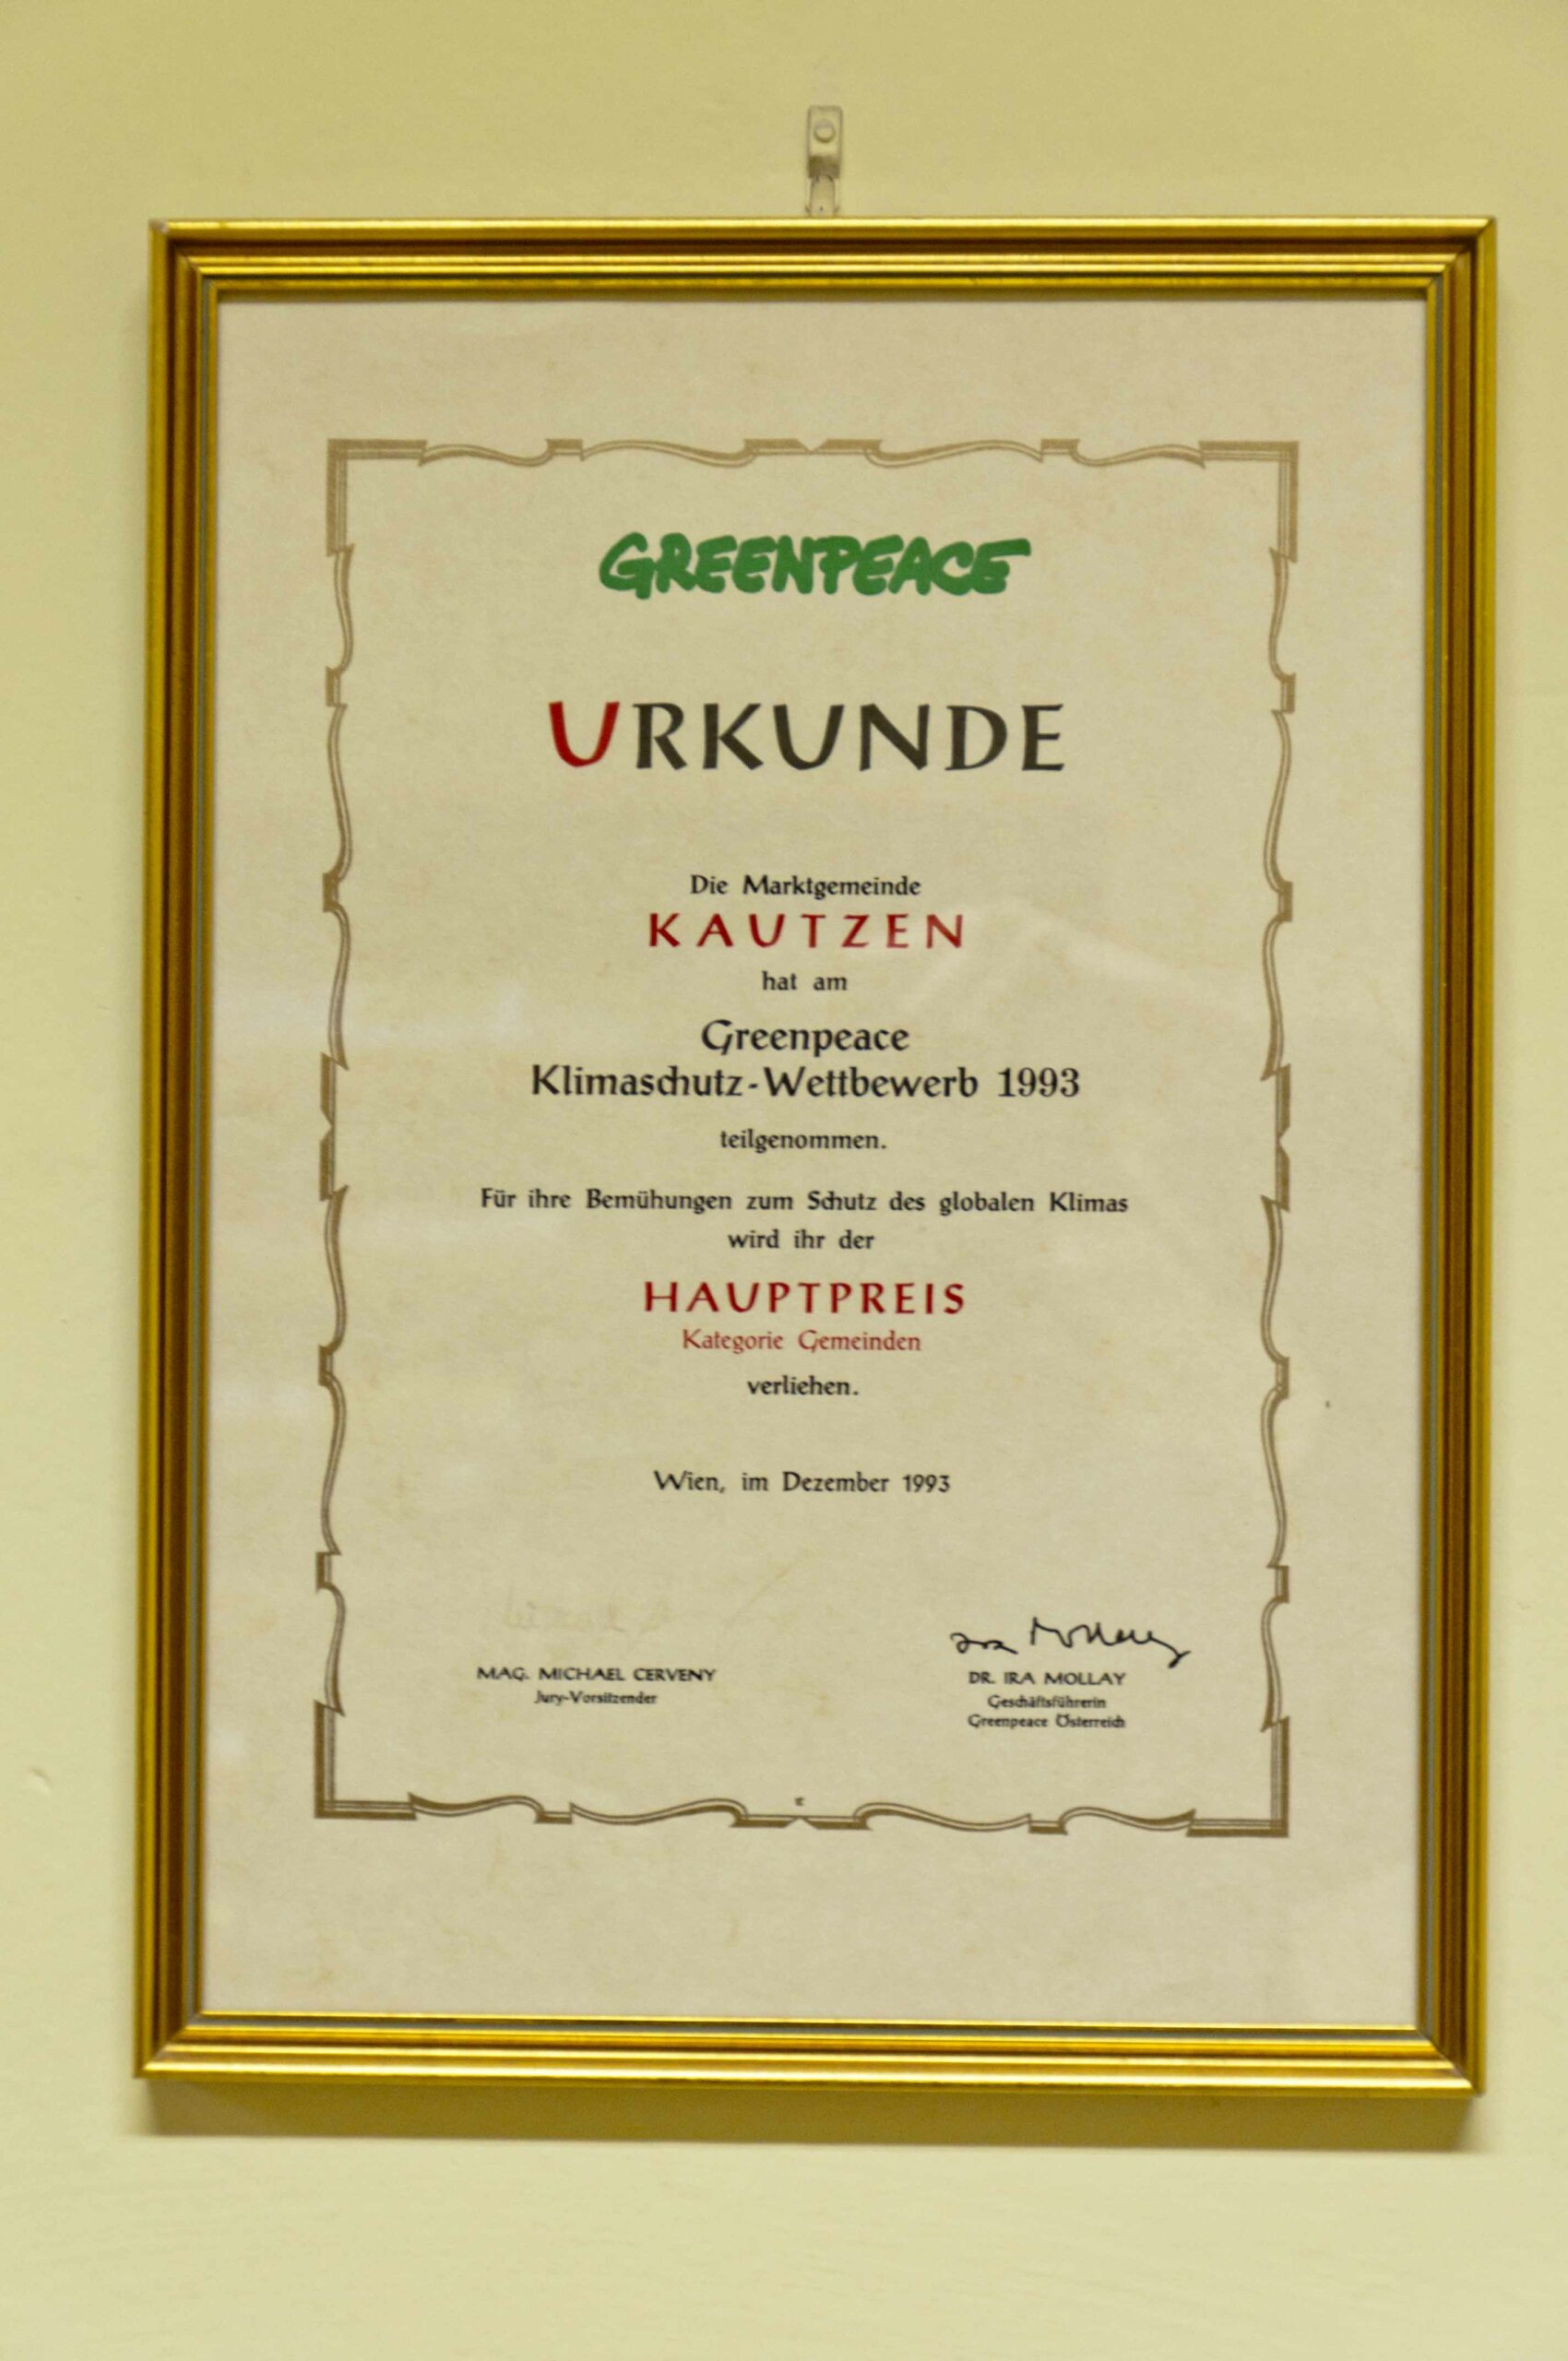 GREENPEACE
URKUNDE
Die Marktgemeinde
KAUTZEN
hat am
Greenpeace
Klimaschutz-Wettbewerb 1993
teilgenommen.
Für ihre Bemühungen zum Schutz des globalen Klimas
wird ihr der
HAUPTPREIS
Kategorie Gemeinden
verliehen.
Wien, im Dezember 1993
Ira Mollay
MAG. MICHAEL CERVENY
Jury-Vorsitzender
DR. IRA MOLLAY
Geschäftsführerin
Greenpeace Österreich